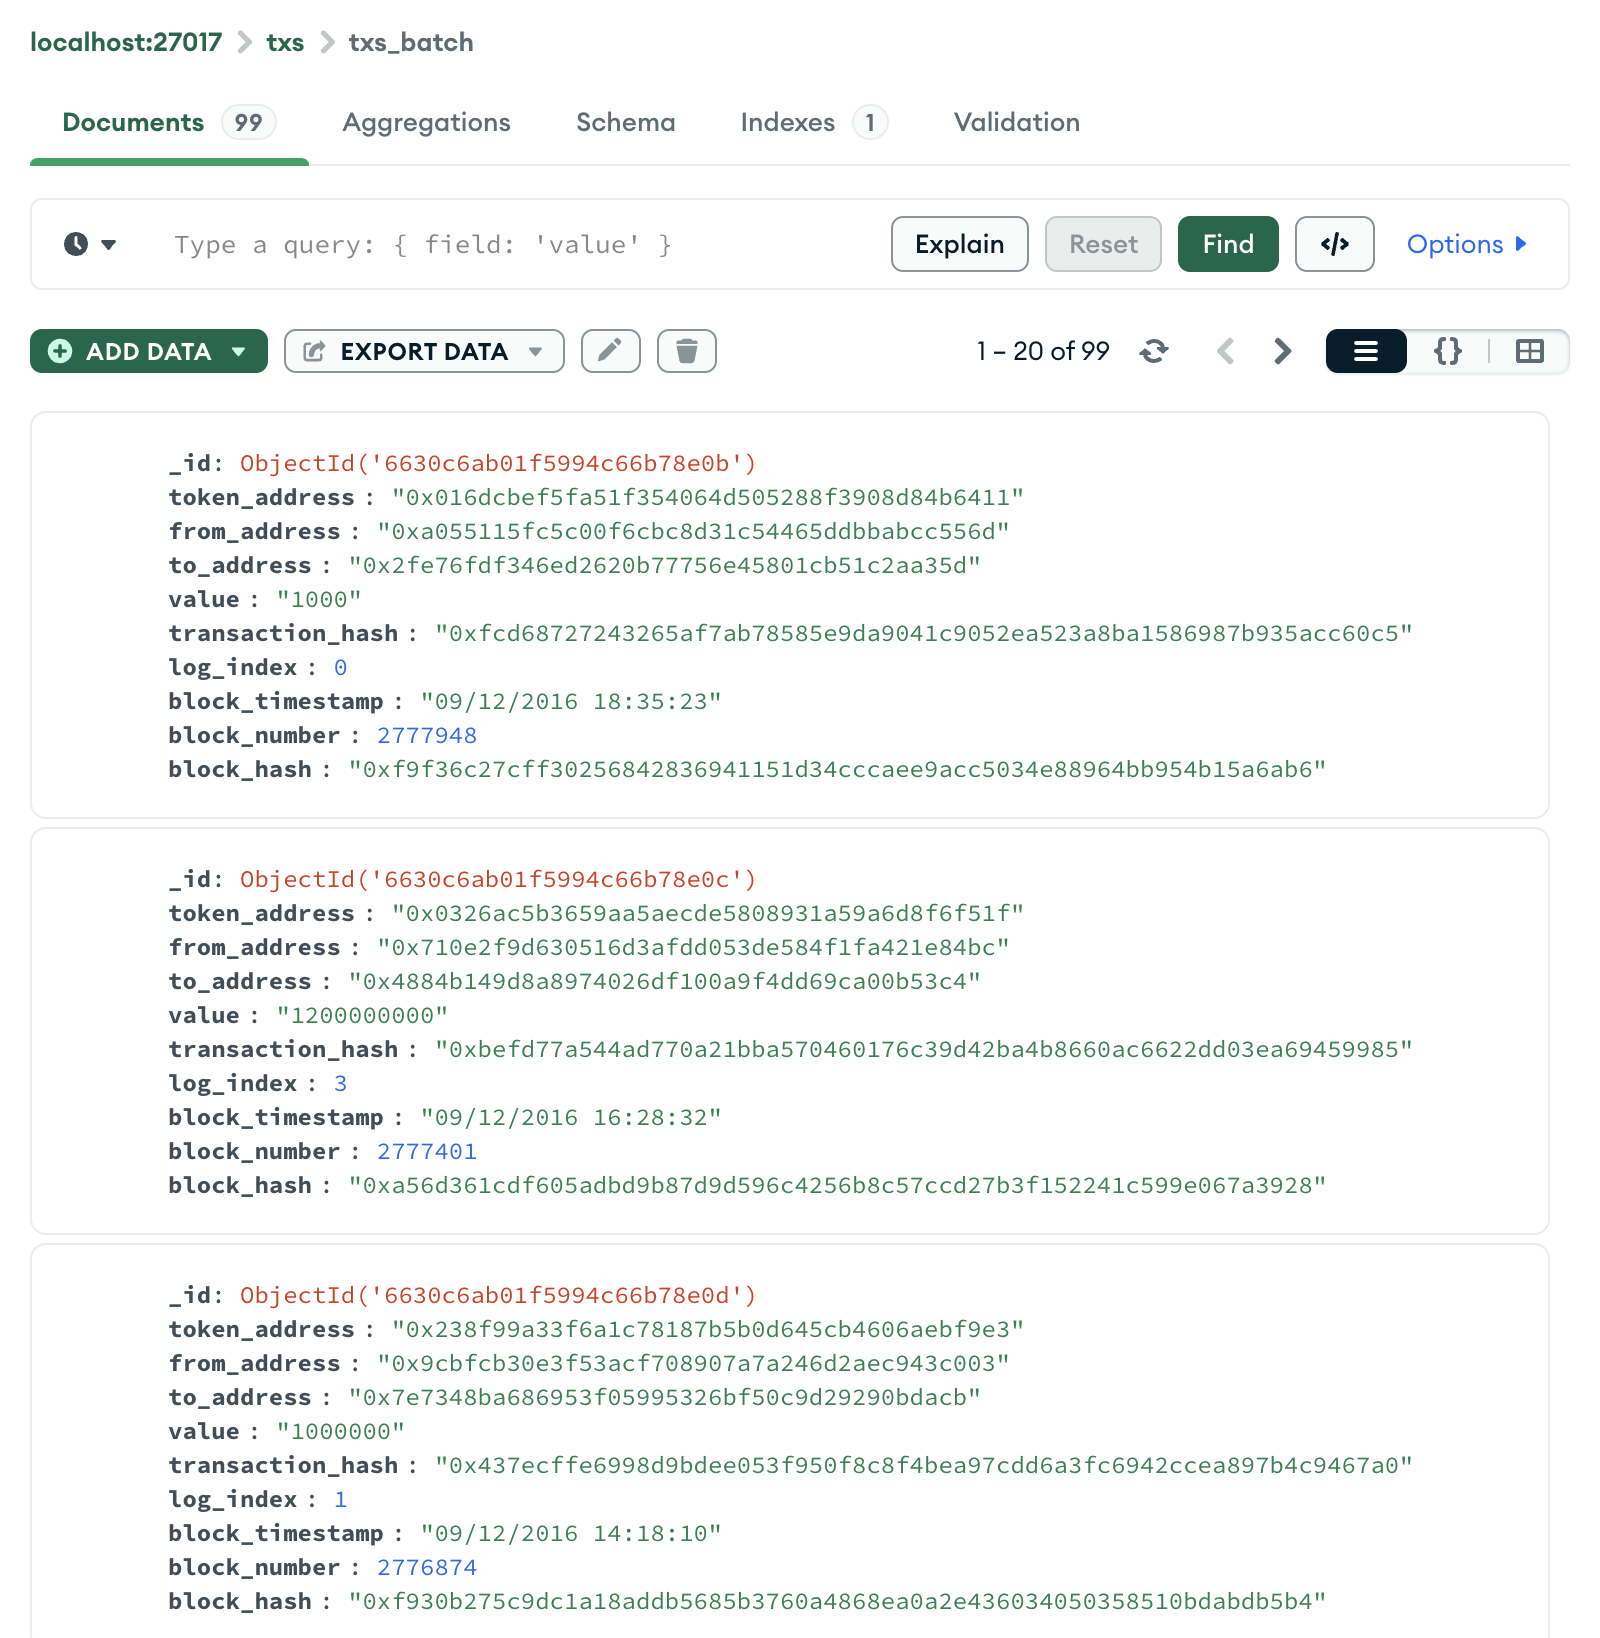 localhost:27017 > txs > txs_batch
Documents 99 Aggregations Schema Indexes 1 Validation
Type a query: { field: 'value' } Explain Reset Find </> Options
ADD DATA EXPORT DATA 1 – 20 of 99 {}
_id: ObjectId('6630c6ab01f5994c66b78e0b')
token_address : "0x016dcbef5fa51f354064d505288f3908d84b6411"
from_address : "0xa055115fc5c00f6cbc8d31c54465ddbbabcc556d"
to_address : "0x2fe76fdf346ed2620b77756e45801cb51c2aa35d"
value : "1000"
transaction_hash : "0xfcd68727243265af7ab78585e9da9041c9052ea523a8ba1586987b935acc60c5"
log_index : 0
block_timestamp : "09/12/2016 18:35:23"
block_number : 2777948
block_hash : "0xf9f36c27cff30256842836941151d34cccaee9acc5034e88964bb954b15a6ab6"
_id: ObjectId('6630c6ab01f5994c66b78e0c')
token_address : "0x0326ac5b3659aa5aecde5808931a59a6d8f6f51f"
from_address : "0x710e2f9d630516d3afdd053de584f1fa421e84bc"
to_address : "0x4884b149d8a8974026df100a9f4dd69ca00b53c4"
value : "1200000000"
transaction_hash : "0xbefd77a544ad770a21bba570460176c39d42ba4b8660ac6622dd03ea69459985"
log_index : 3
block_timestamp : "09/12/2016 16:28:32"
block_number : 2777401
block_hash : "0xa56d361cdf605adbd9b87d9d596c4256b8c57ccd27b3f152241c599e067a3928"
_id: ObjectId('6630c6ab01f5994c66b78e0d')
token_address : "0x238f99a33f6a1c78187b5b0d645cb4606aebf9e3"
from_address : "0x9cbfcb30e3f53acf708907a7a246d2aec943c003"
to_address : "0x7e7348ba686953f05995326bf50c9d29290bdacb"
value : "1000000"
transaction_hash : "0x437ecffe6998d9bdee053f950f8c8f4bea97cdd6a3fc6942ccea897b4c9467a0"
log_index : 1
block_timestamp : "09/12/2016 14:18:10"
block_number : 2776874
block_hash : "0xf930b275c9dc1a18addb5685b3760a4868ea0a2e436034050358510bdabdb5b4"